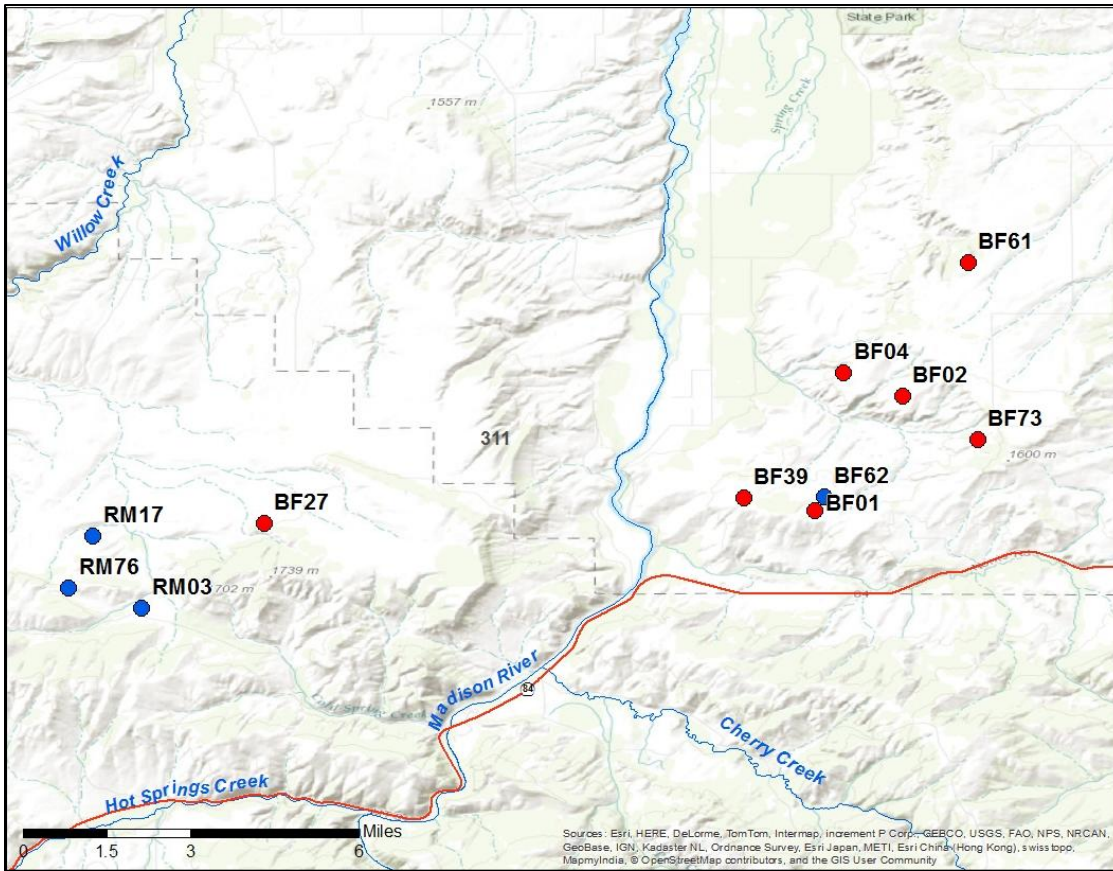 State Park
1557 m
Spring Creek
Willow Creek
BF61
BF04
BF02
311
BF73
1600 m
BF39
BF62
BF01
BF27
RM17
1739 m
RM76
RM03
702 m
84
Madison River
84
Cherry Creek
Hot Springs Creek
Miles
0 1.5 3 6
Sources: Esri, HERE, DeLorme, TomTom, Intermap, increment P Corp., GEBCO, USGS, FAO, NPS, NRCAN,
GeoBase, IGN, Kadaster NL, Ordnance Survey, Esri Japan, METI, Esri China (Hong Kong), swisstopo,
MapmyIndia, © OpenStreetMap contributors, and the GIS User Community